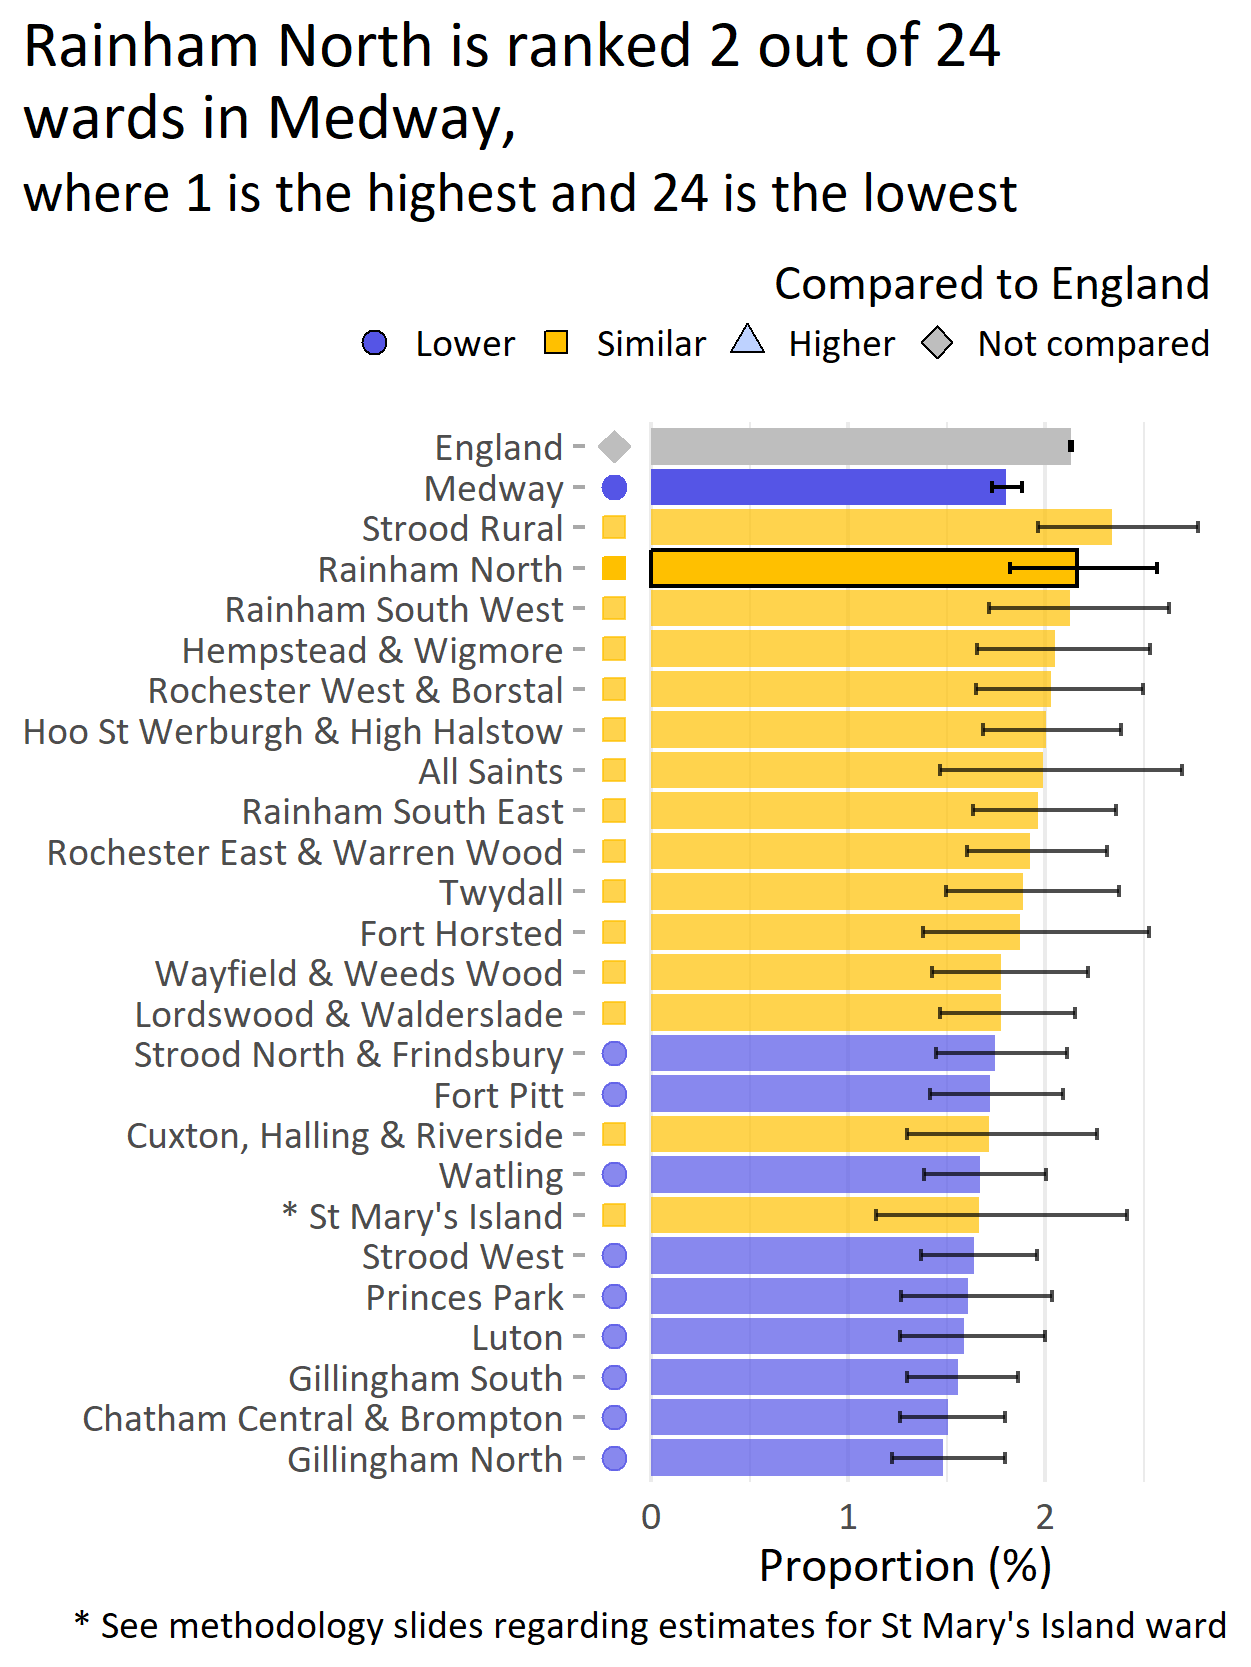 Rainham North is ranked 2 out of 24
wards in Medway,
where 1 is the highest and 24 is the lowest
Compared to England
Lower Similar Higher Not compared
England
Medway
Strood Rural
Rainham North
Rainham South West
Hempstead & Wigmore
Rochester West & Borstal
Hoo St Werburgh & High Halstow
All Saints
Rainham South East
Rochester East & Warren Wood
Twydall
Fort Horsted
Wayfield & Weeds Wood
Lordswood & Walderslade
Strood North & Frindsbury
Fort Pitt
Cuxton, Halling & Riverside
Watling
* St Mary's Island
Strood West
Princes Park
Luton
Gillingham South
Chatham Central & Brompton
Gillingham North
0 1 2
Proportion (%)
* See methodology slides regarding estimates for St Mary's Island ward